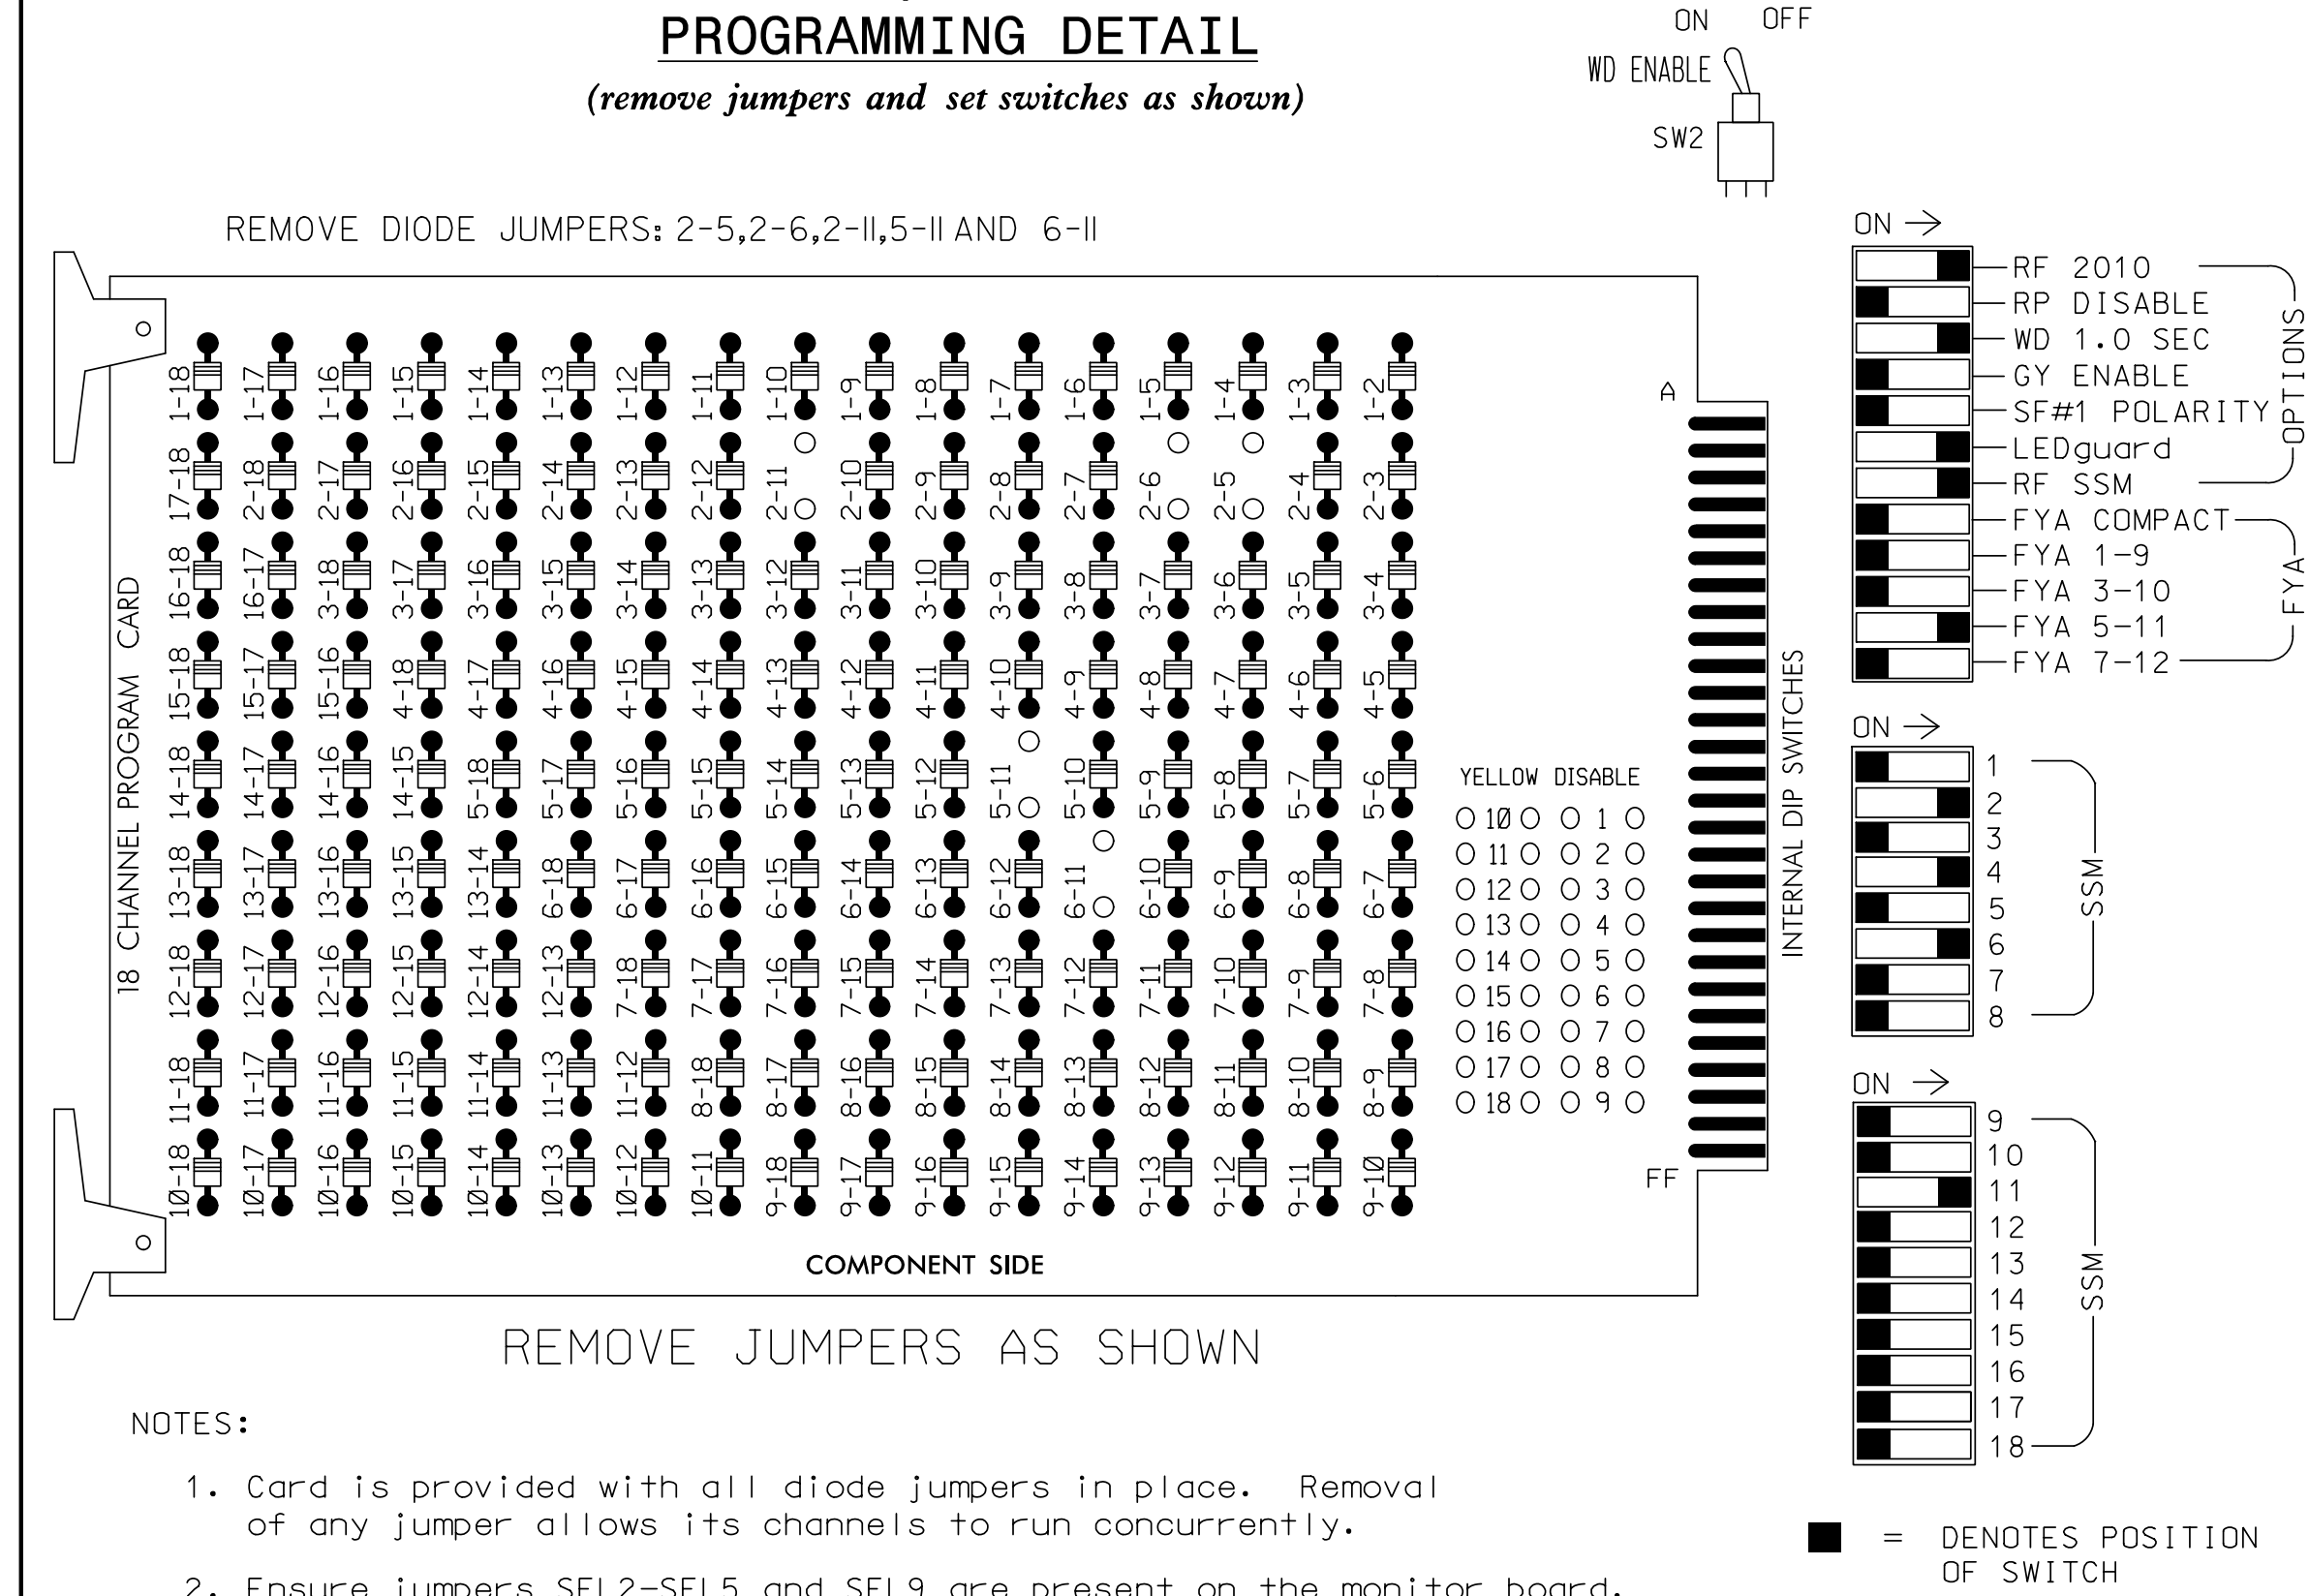 PROGRAMMING DETAIL
(remove jumpers and set switches as shown)
ON OFF
WD ENABLE
SW2
REMOVE DIODE JUMPERS: 2-5,2-6,2-11,5-11 AND 6-11
18 CHANNEL PROGRAM CARD
1-18 1-17 1-16 1-15 1-14 1-13 1-12 1-11 1-10 1-9 1-8 1-7 1-6 1-5 1-4 1-3 1-2
17-18 2-18 2-17 2-16 2-15 2-14 2-13 2-12 2-11 2-10 2-9 2-8 2-7 2-6 2-5 2-4 2-3
16-18 16-17 3-18 3-17 3-16 3-15 3-14 3-13 3-12 3-11 3-10 3-9 3-8 3-7 3-6 3-5 3-4
15-18 15-17 15-16 4-18 4-17 4-16 4-15 4-14 4-13 4-12 4-11 4-10 4-9 4-8 4-7 4-6 4-5
14-18 14-17 14-16 14-15 5-18 5-17 5-16 5-15 5-14 5-13 5-12 5-11 5-10 5-9 5-8 5-7 5-6
13-18 13-17 13-16 13-15 13-14 6-18 6-17 6-16 6-15 6-14 6-13 6-12 6-11 6-10 6-9 6-8 6-7
12-18 12-17 12-16 12-15 12-14 12-13 7-18 7-17 7-16 7-15 7-14 7-13 7-12 7-11 7-10 7-9 7-8
11-18 11-17 11-16 11-15 11-14 11-13 11-12 8-18 8-17 8-16 8-15 8-14 8-13 8-12 8-11 8-10 8-9
10-18 10-17 10-16 10-15 10-14 10-13 10-12 10-11 9-18 9-17 9-16 9-15 9-14 9-13 9-12 9-11 9-10
A
YELLOW DISABLE
10 1
11 2
12 3
13 4
14 5
15 6
16 7
17 8
18 9
FF
COMPONENT SIDE
INTERNAL DIP SWITCHES
ON
RF 2010
RP DISABLE
WD 1.0 SEC
GY ENABLE
SF#1 POLARITY
LEDguard
RF SSM
OPTIONS
FYA COMPACT
FYA 1-9
FYA 3-10
FYA 5-11
FYA 7-12
FYA
ON
1
2
3
4
5
6
7
8
SSM
ON
9
10
11
12
13
14
15
16
17
18
SSM
REMOVE JUMPERS AS SHOWN
NOTES:
1. Card is provided with all diode jumpers in place. Removal
of any jumper allows its channels to run concurrently.
2. Ensure jumpers SEL2-SEL5 and SEL9 are present on the monitor board.
= DENOTES POSITION
OF SWITCH